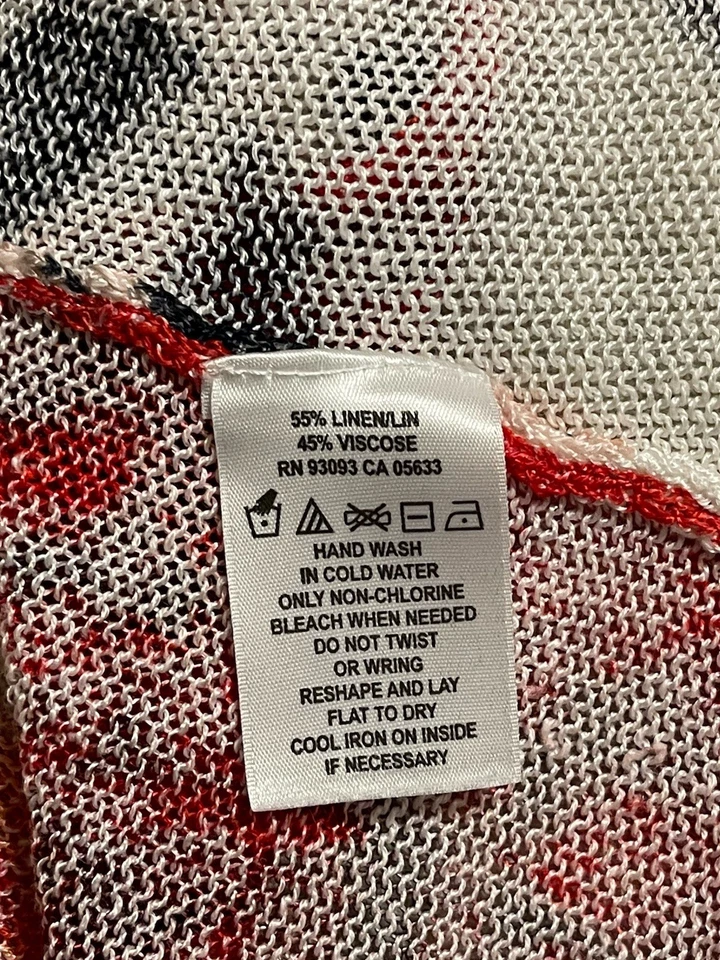 55% LINEN/LIN
45% VISCOSE
RN 93093 CA 05633
HAND WASH
IN COLD WATER
ONLY NON-CHLORINE
BLEACH WHEN NEEDED
DO NOT TWIST
OR WRING
RESHAPE AND LAY
FLAT TO DRY
COOL IRON ON INSIDE
IF NECESSARY